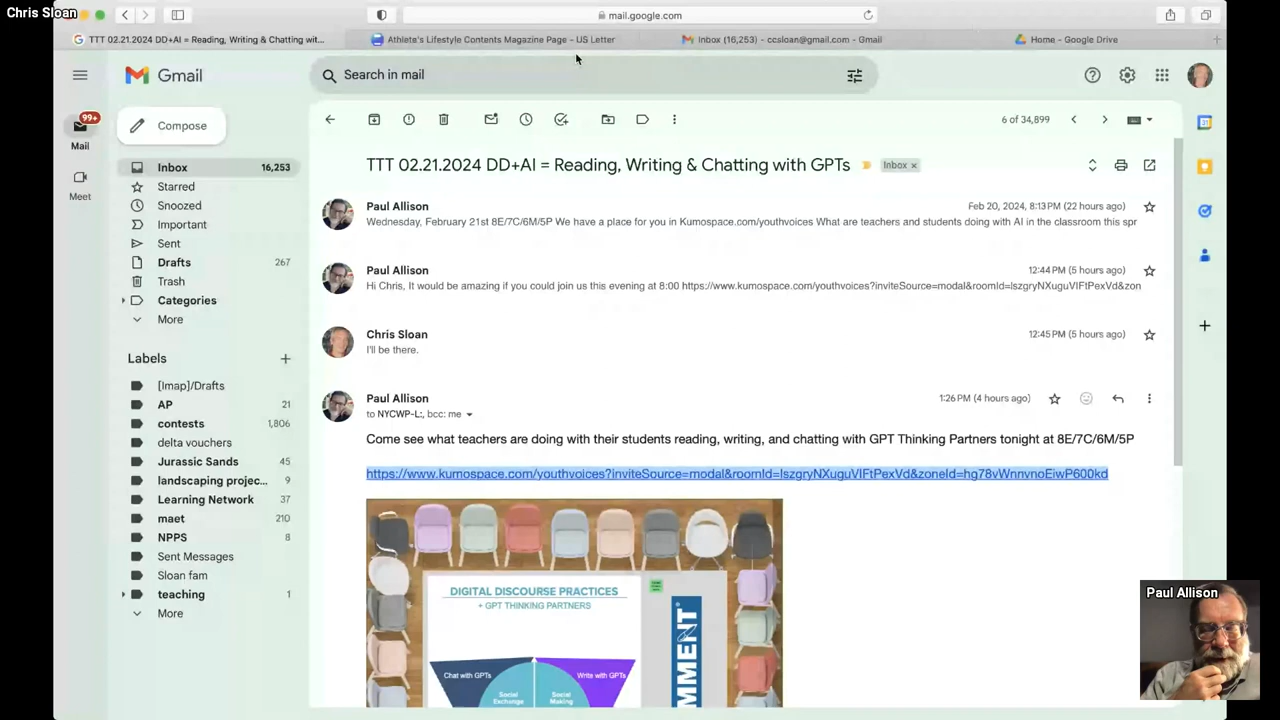 Chris Sloan
mail.google.com
TTT 02.21.2024 DD+AI = Reading, Writing & Chatting wit...
Athlete's Lifestyle Contents Magazine Page - US Letter
Inbox (16,253) - ccsloan@gmail.com - Gmail
Home - Google Drive
Gmail
Search in mail
99+
Mail
Meet
Compose
Inbox 16,253
Starred
Snoozed
Important
Sent
Drafts 267
Trash
Categories
More
Labels
[Imap]/Drafts
AP 21
contests 1,806
delta vouchers
Jurassic Sands 45
landscaping projec... 9
Learning Network 37
maet 210
NPPS 8
Sent Messages
Sloan fam
teaching 1
More
6 of 34,899
TTT 02.21.2024 DD+AI = Reading, Writing & Chatting with GPTs
Inbox x
Paul Allison
Feb 20, 2024, 8:13 PM (22 hours ago)
Wednesday, February 21st 8E/7C/6M/5P We have a place for you in Kumospace.com/youthvoices What are teachers and students doing with AI in the classroom this spr
Paul Allison
12:44 PM (5 hours ago)
Hi Chris, It would be amazing if you could join us this evening at 8:00 https://www.kumospace.com/youthvoices?inviteSource=modal&roomId=lszgryNXuguVIFtPexVd&zon
Chris Sloan
12:45 PM (5 hours ago)
I'll be there.
Paul Allison
1:26 PM (4 hours ago)
to NYCWP-L:, bcc: me
Come see what teachers are doing with their students reading, writing, and chatting with GPT Thinking Partners tonight at 8E/7C/6M/5P
https://www.kumospace.com/youthvoices?inviteSource=modal&roomId=lszgryNXuguVIFtPexVd&zoneId=hg78vWnnvnoEiwP600kd
DIGITAL DISCOURSE PRACTICES
+ GPT THINKING PARTNERS
Chat with GPTs
Write with GPTs
Social
Exchange
Social
Making
MMENT
Paul Allison